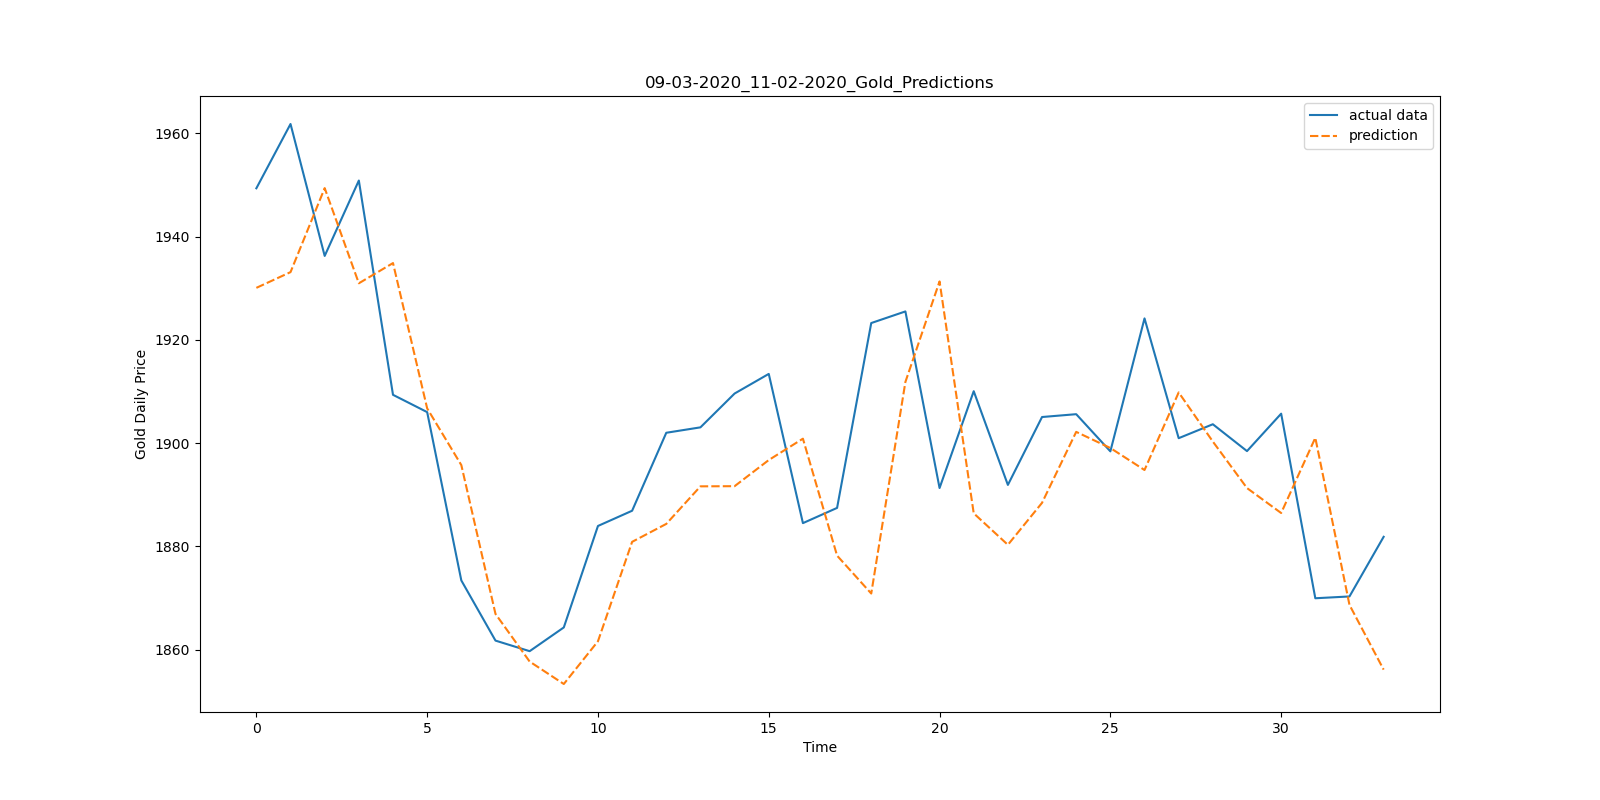 09-03-2020_11-02-2020_Gold_Predictions
actual data
prediction
Gold Daily Price
1960
1940
1920
1900
1880
1860
0 5 10 15 20 25 30
Time